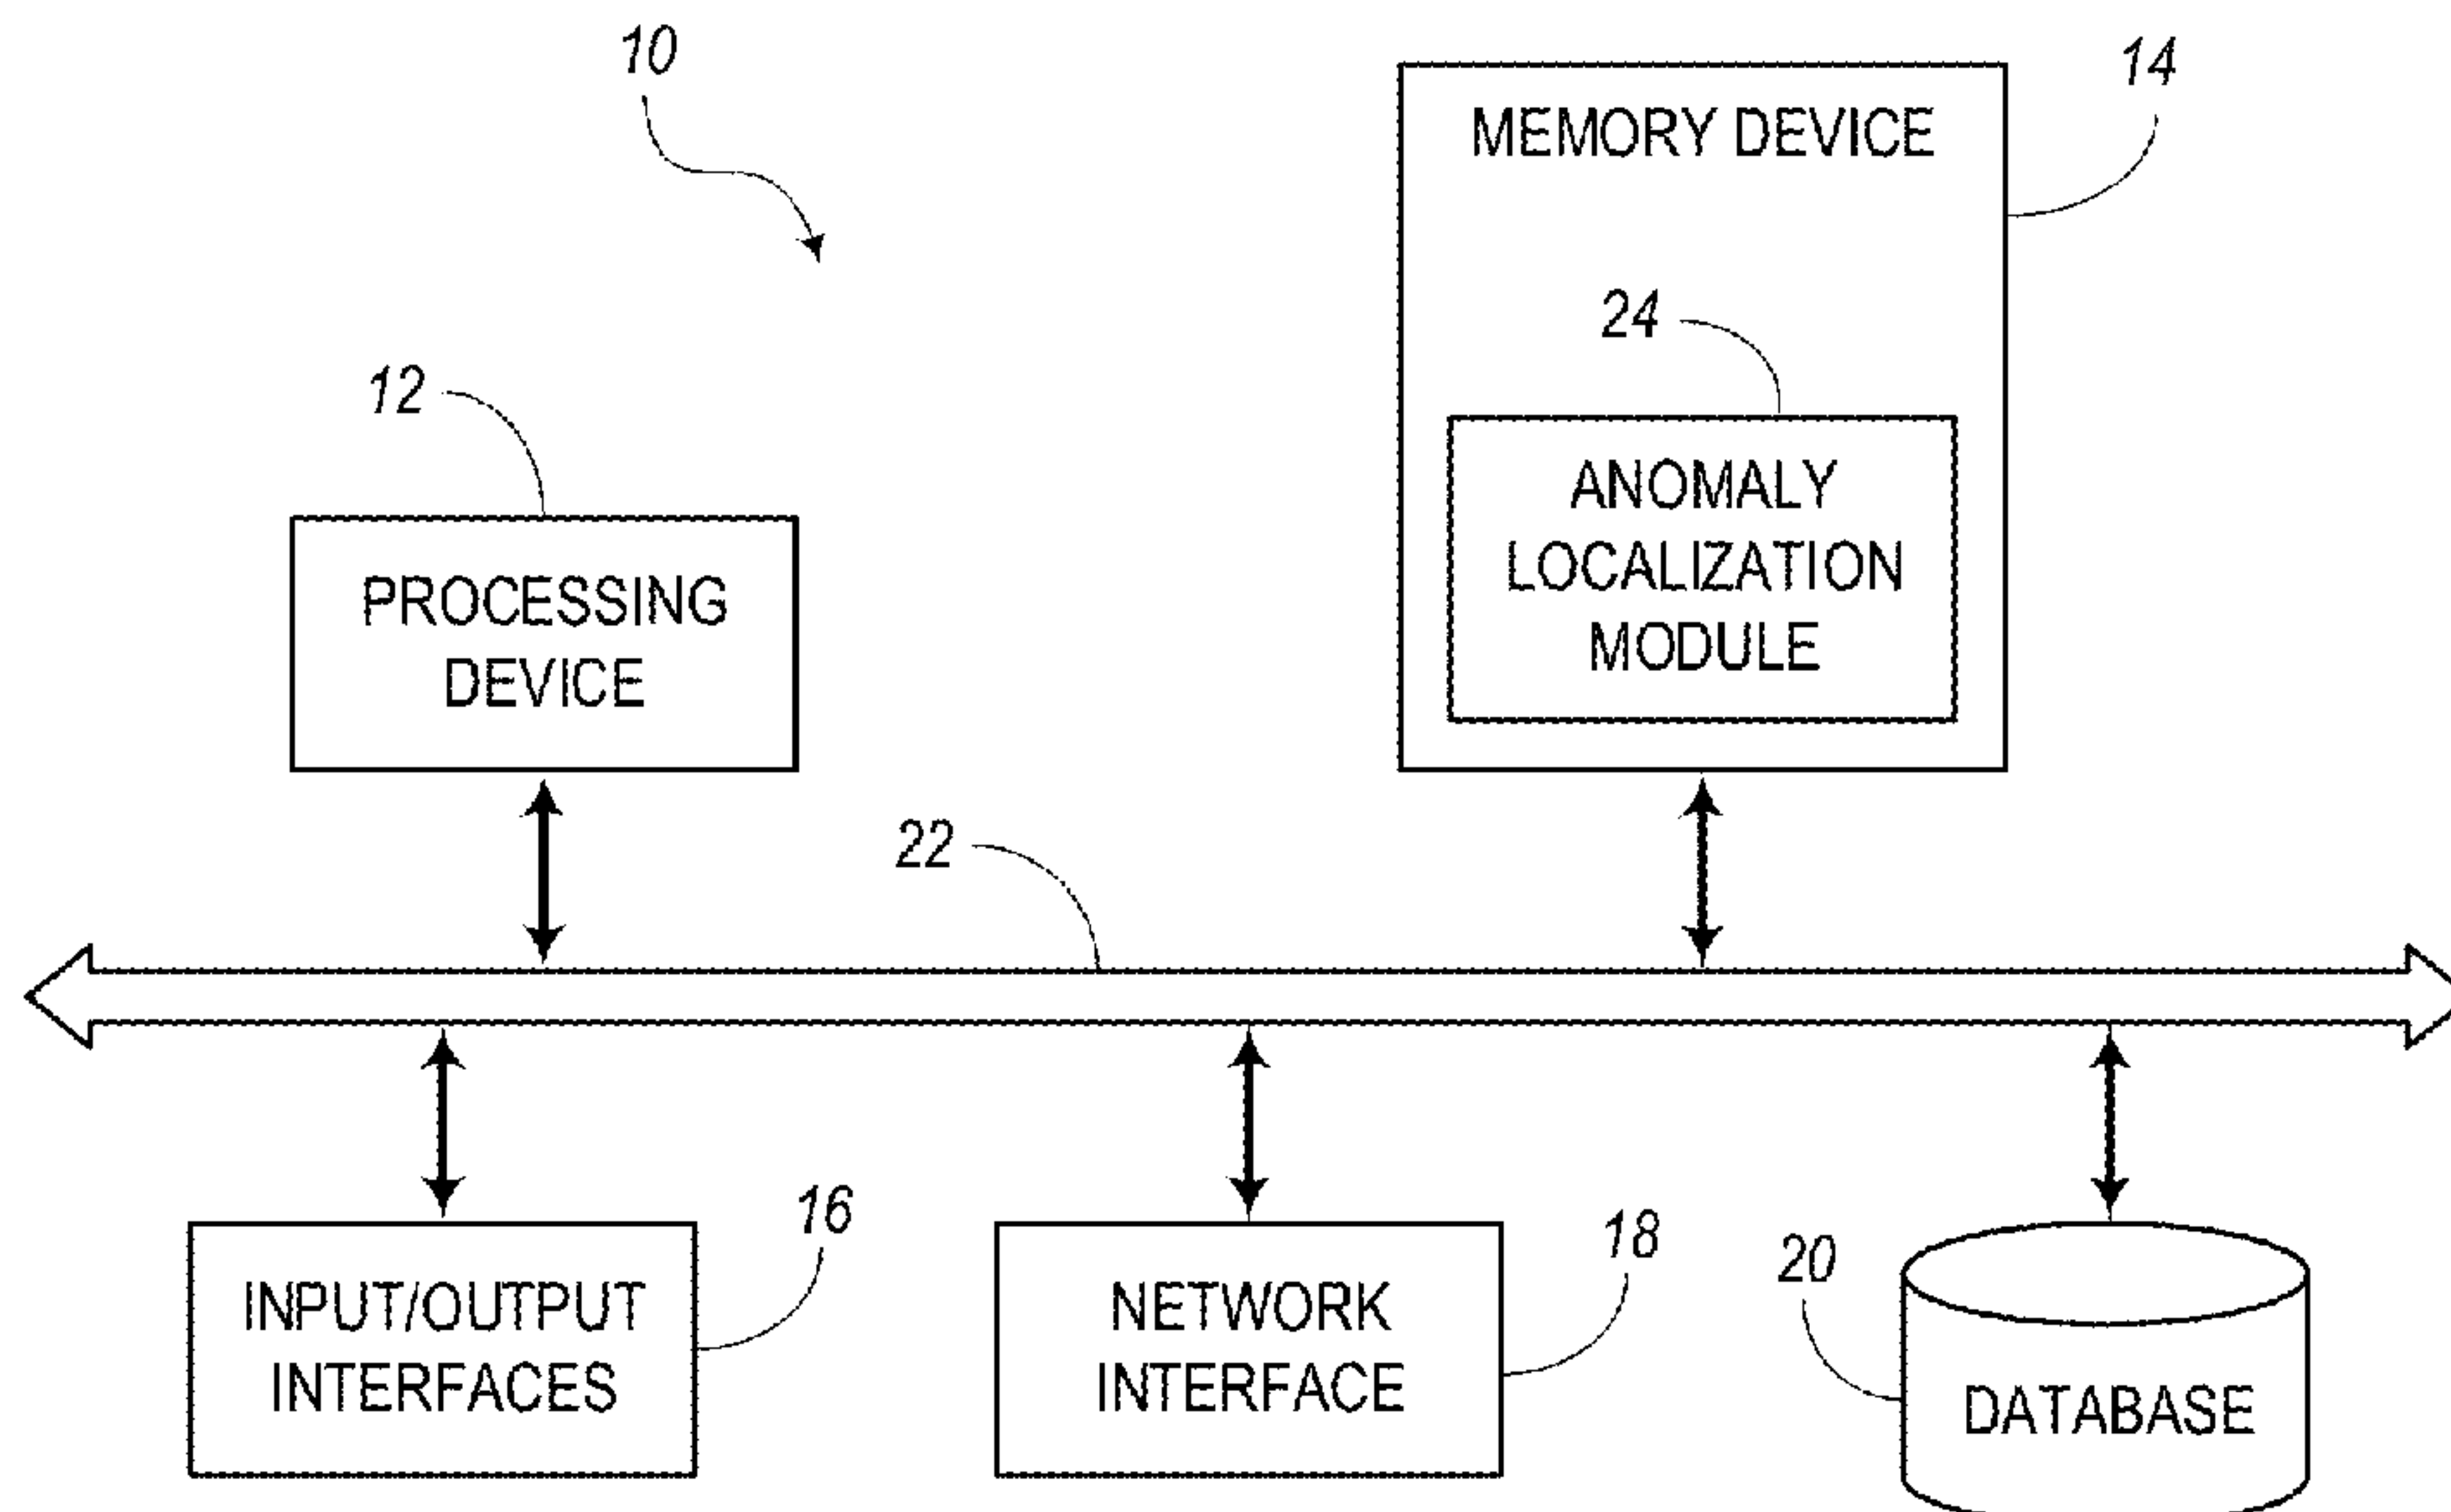 10
14
MEMORY DEVICE
24
12
ANOMALY
LOCALIZATION
MODULE
PROCESSING
DEVICE
22
16
18
20
INPUT/OUTPUT
INTERFACES
NETWORK
INTERFACE
DATABASE